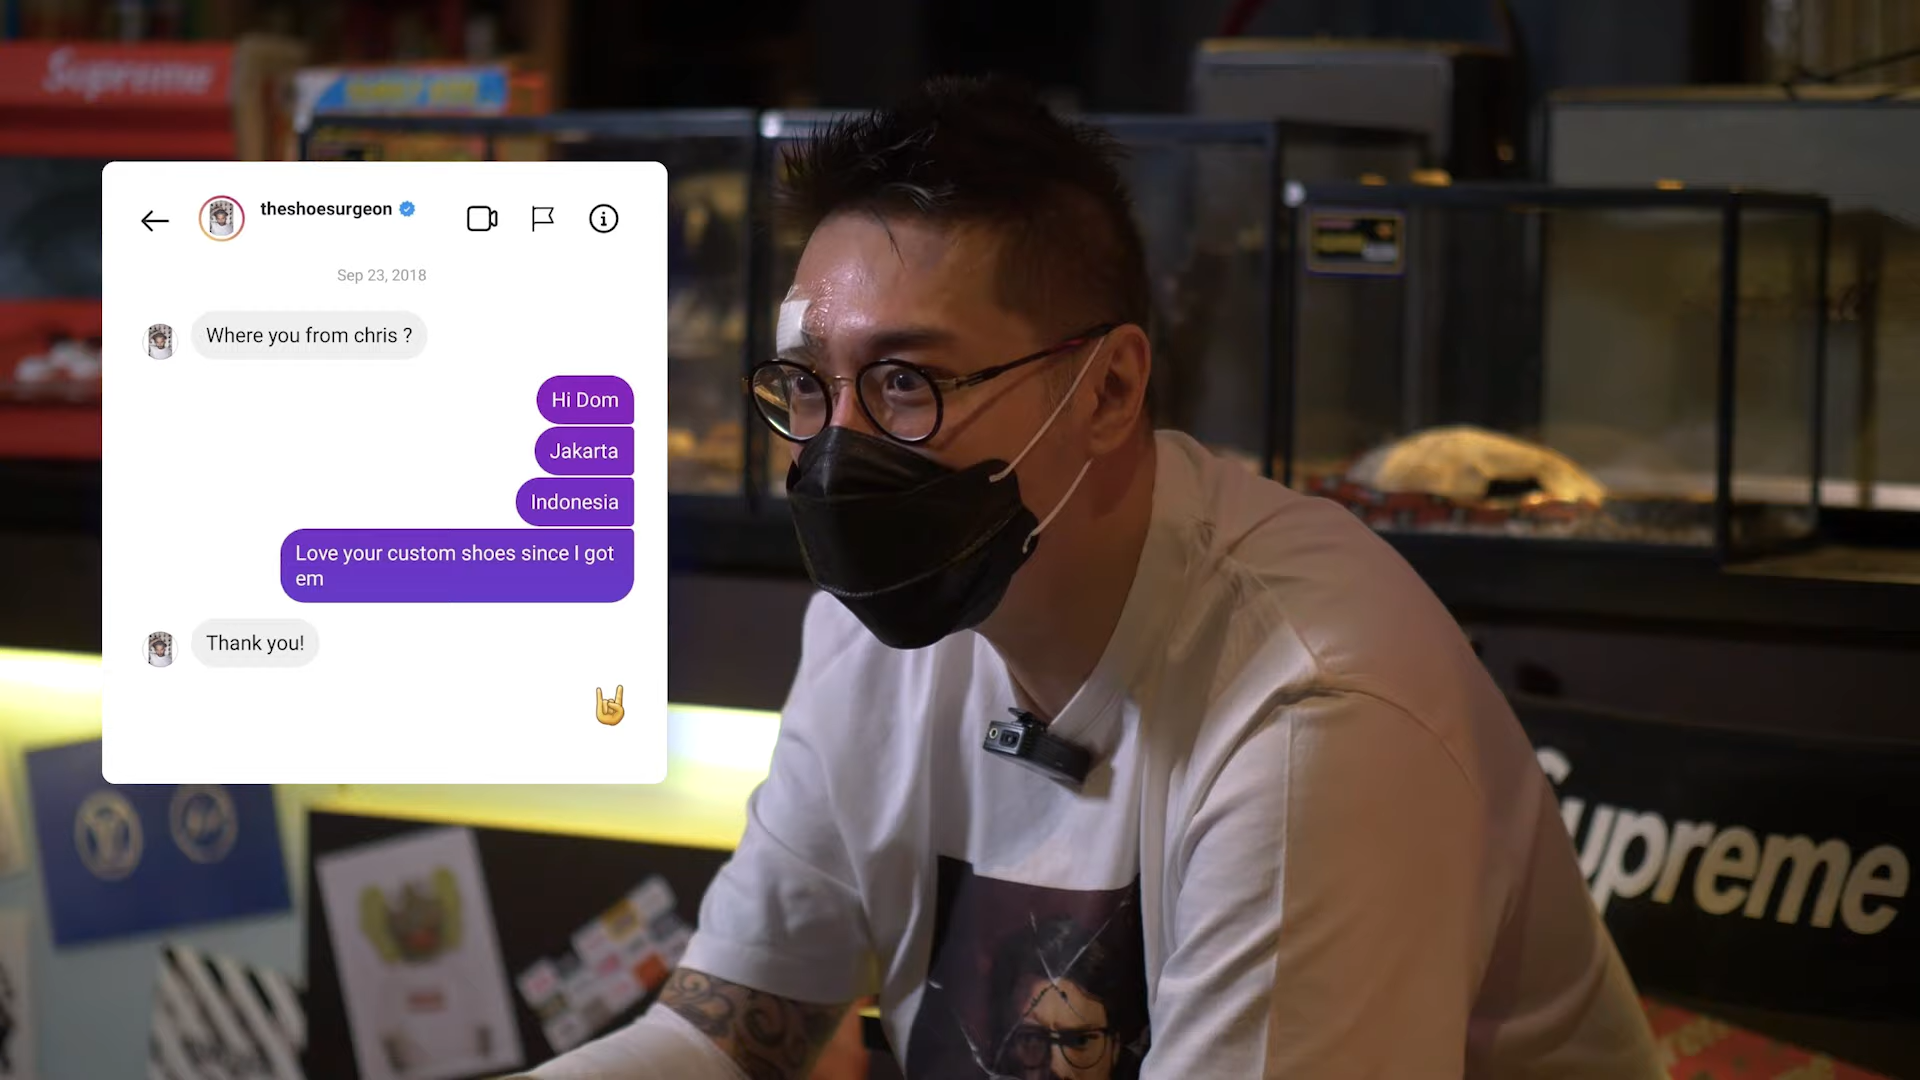 Supreme
theshoesurgeon
Sep 23, 2018
Where you from chris ?
Hi Dom
Jakarta
Indonesia
Love your custom shoes since I got
em
Thank you!
Supreme